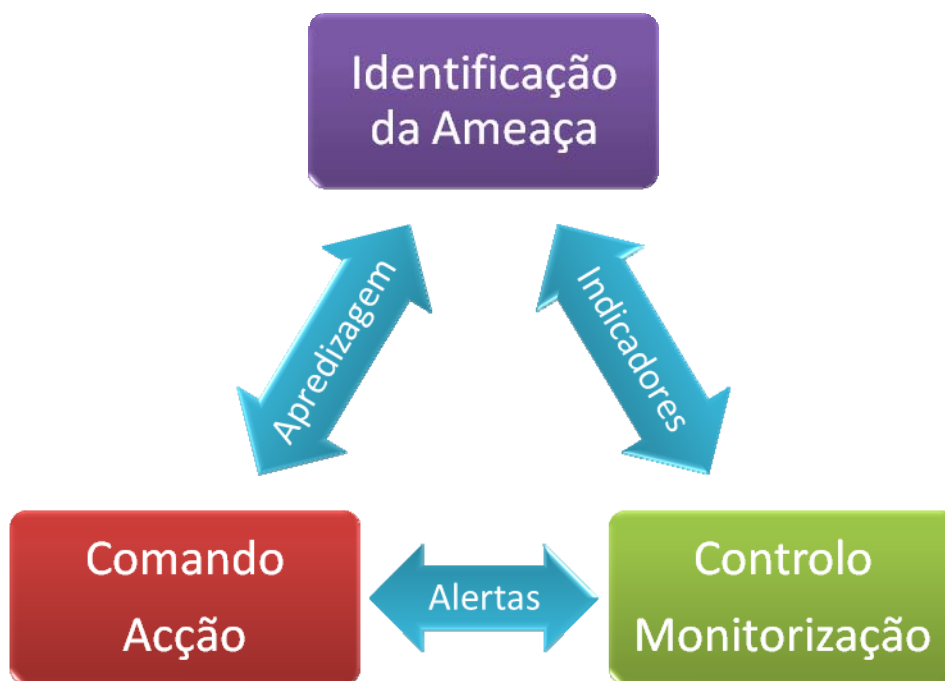 Identificação
da Ameaça
Apredizagem
Indicadores
Comando
Acção
Alertas
Controlo
Monitorização